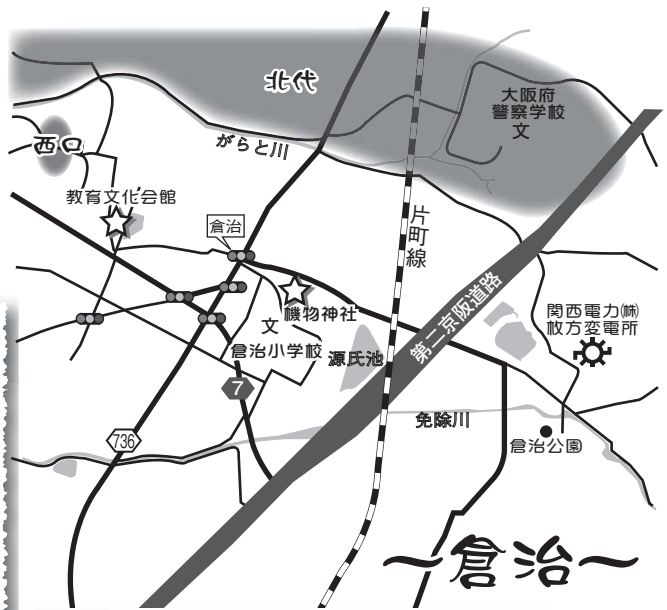 北代
大阪府
警察学校
文
がらと川
西口
教育文化会館
片町線
倉治
機物神社
文
倉治小学校
源氏池
第二京阪道路
関西電力㈱
枚方変電所
7
免除川
736
倉治公園
～倉治～